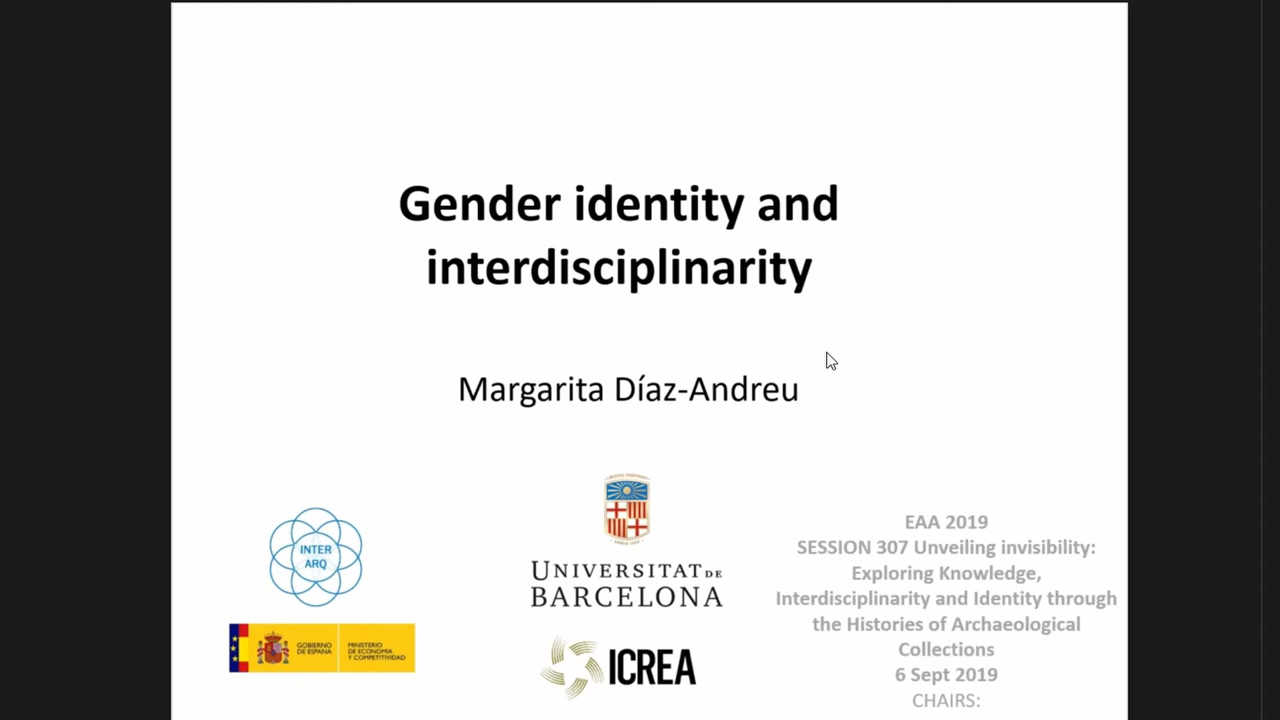 Gender identity and
interdisciplinarity
Margarita Díaz-Andreu
INTER
ARQ
GOBIERNO
DE ESPAÑA
MINISTERIO
DE ECONOMÍA
Y COMPETITIVIDAD
UNIVERSITAT DE
BARCELONA
ICREA
EAA 2019
SESSION 307 Unveiling invisibility:
Exploring Knowledge,
Interdisciplinarity and Identity through
the Histories of Archaeological
Collections
6 Sept 2019
CHAIRS: